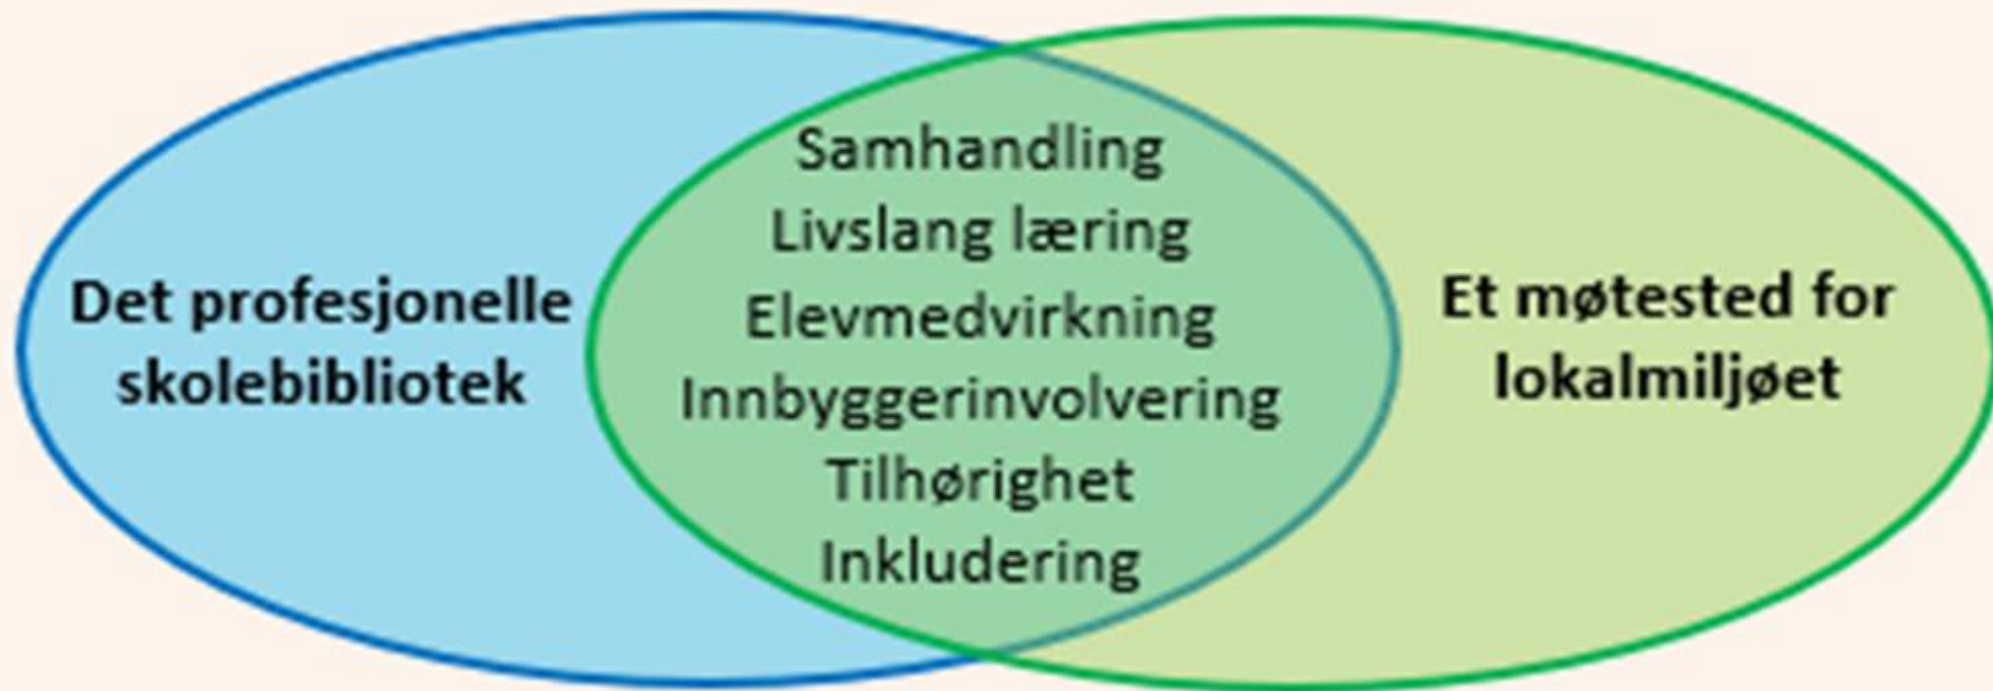 Det profesjonelle
skolebibliotek
Samhandling
Livslang læring
Elevmedvirkning
Innbyggerinvolvering
Tilhørighet
Inkludering
Et møtested for
lokalmiljøet